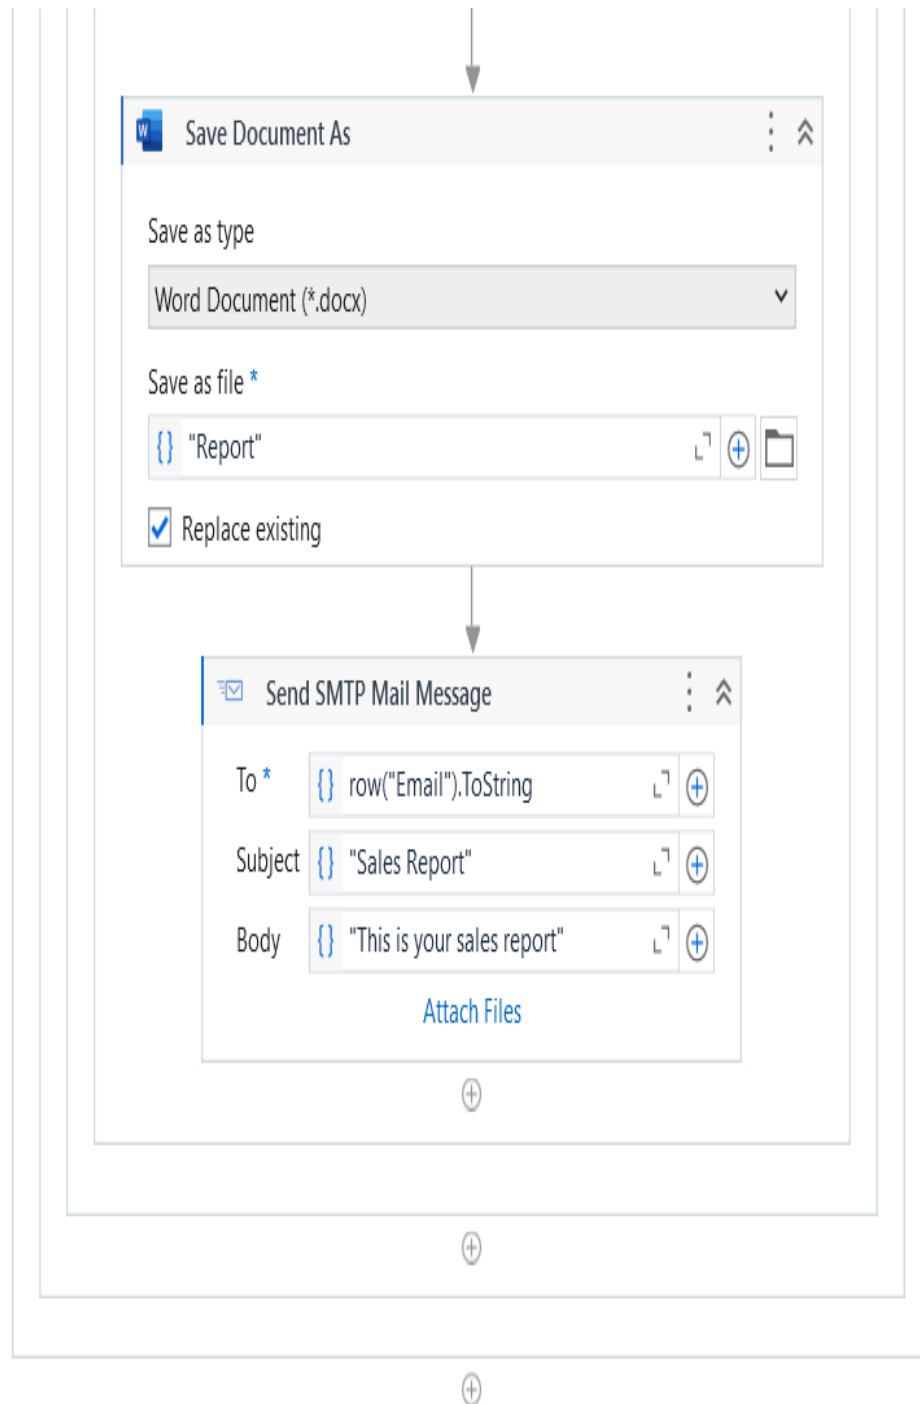 Save Document As
Save as type
Word Document (*.docx)
Save as file *
{} "Report"
Replace existing
Send SMTP Mail Message
To * {} row("Email").ToString
Subject {} "Sales Report"
Body {} "This is your sales report"
Attach Files